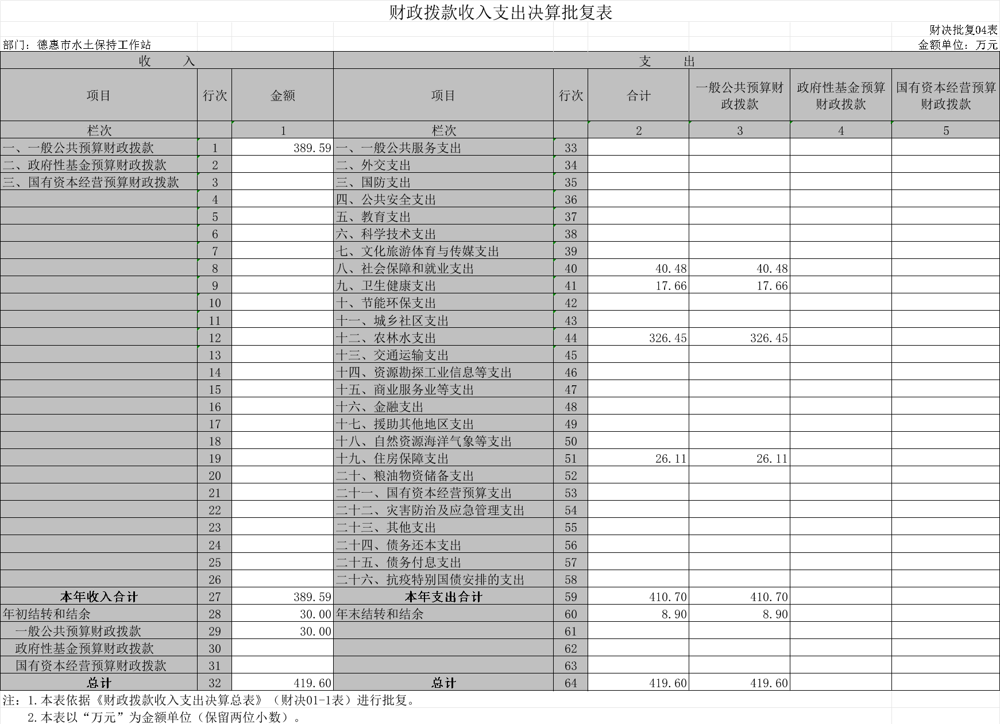 财政拨款收入支出决算批复表
财决批复04表
部门：德惠市水土保持工作站 金额单位：万元
收 入 支 出
项目 行次 金额 项目 行次 合计 一般公共预算财政拨款 政府性基金预算财政拨款 国有资本经营预算财政拨款
栏次 1 栏次 2 3 4 5
一、一般公共预算财政拨款 1 389.59 一、一般公共服务支出 33
二、政府性基金预算财政拨款 2 二、外交支出 34
三、国有资本经营预算财政拨款 3 三、国防支出 35
4 四、公共安全支出 36
5 五、教育支出 37
6 六、科学技术支出 38
7 七、文化旅游体育与传媒支出 39
8 八、社会保障和就业支出 40 40.48 40.48
9 九、卫生健康支出 41 17.66 17.66
10 十、节能环保支出 42
11 十一、城乡社区支出 43
12 十二、农林水支出 44 326.45 326.45
13 十三、交通运输支出 45
14 十四、资源勘探工业信息等支出 46
15 十五、商业服务业等支出 47
16 十六、金融支出 48
17 十七、援助其他地区支出 49
18 十八、自然资源海洋气象等支出 50
19 十九、住房保障支出 51 26.11 26.11
20 二十、粮油物资储备支出 52
21 二十一、国有资本经营预算支出 53
22 二十二、灾害防治及应急管理支出 54
23 二十三、其他支出 55
24 二十四、债务还本支出 56
25 二十五、债务付息支出 57
26 二十六、抗疫特别国债安排的支出 58
本年收入合计 27 389.59 本年支出合计 59 410.70 410.70
年初结转和结余 28 30.00 年末结转和结余 60 8.90 8.90
一般公共预算财政拨款 29 30.00 61
政府性基金预算财政拨款 30 62
国有资本经营预算财政拨款 31 63
总计 32 419.60 总计 64 419.60 419.60
注：1.本表依据《财政拨款收入支出决算总表》（财决01-1表）进行批复。
2.本表以“万元”为金额单位（保留两位小数）。